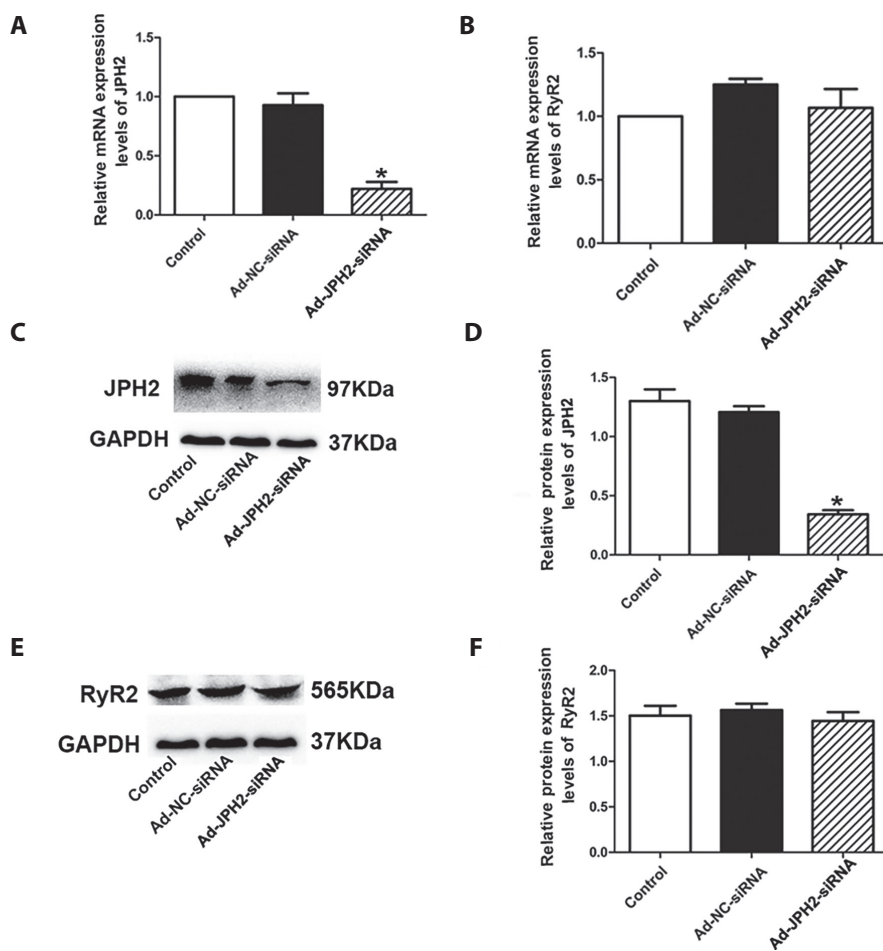 A
Relative mRNA expression
levels of JPH2
1.5
1.0
0.5
0.0
*
Control
Ad-NC-siRNA
Ad-JPH2-siRNA
B
Relative mRNA expression
levels of RyR2
1.5
1.0
0.5
0.0
Control
Ad-NC-siRNA
Ad-JPH2-siRNA
C
JPH2
97KDa
GAPDH
37KDa
Control
Ad-NC-siRNA
Ad-JPH2-siRNA
D
Relative protein expression
levels of JPH2
1.5
1.0
0.5
0.0
*
Control
Ad-NC-siRNA
Ad-JPH2-siRNA
E
RyR2
565KDa
GAPDH
37KDa
Control
Ad-NC-siRNA
Ad-JPH2-siRNA
F
Relative protein expression
levels of RyR2
2.0
1.5
1.0
0.5
0.0
Control
Ad-NC-siRNA
Ad-JPH2-siRNA